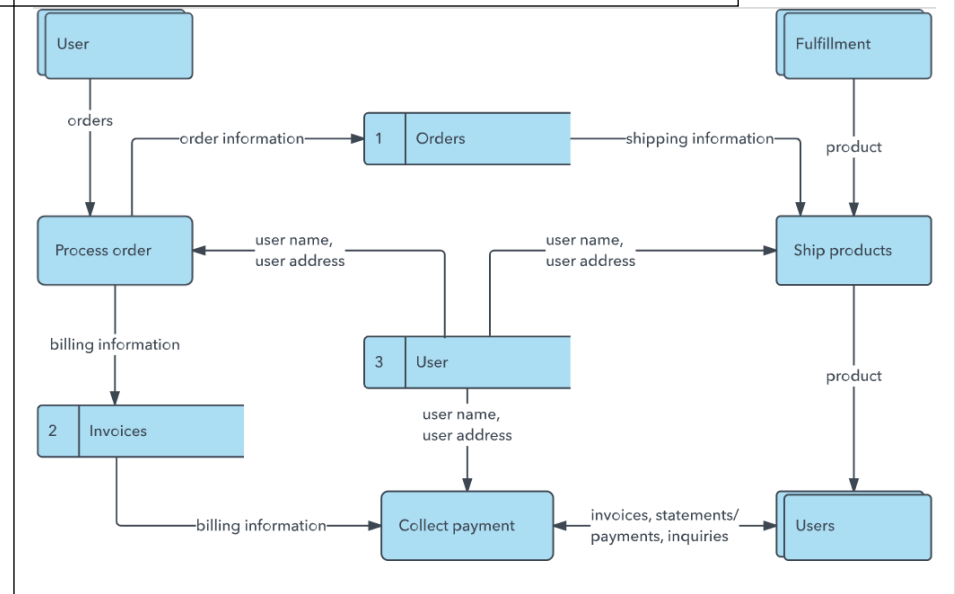 User
Fulfillment
orders
order information
1
Orders
shipping information
product
Process order
user name,
user address
user name,
user address
Ship products
billing information
3
User
product
2
Invoices
user name,
user address
billing information
Collect payment
invoices, statements/
payments, inquiries
Users